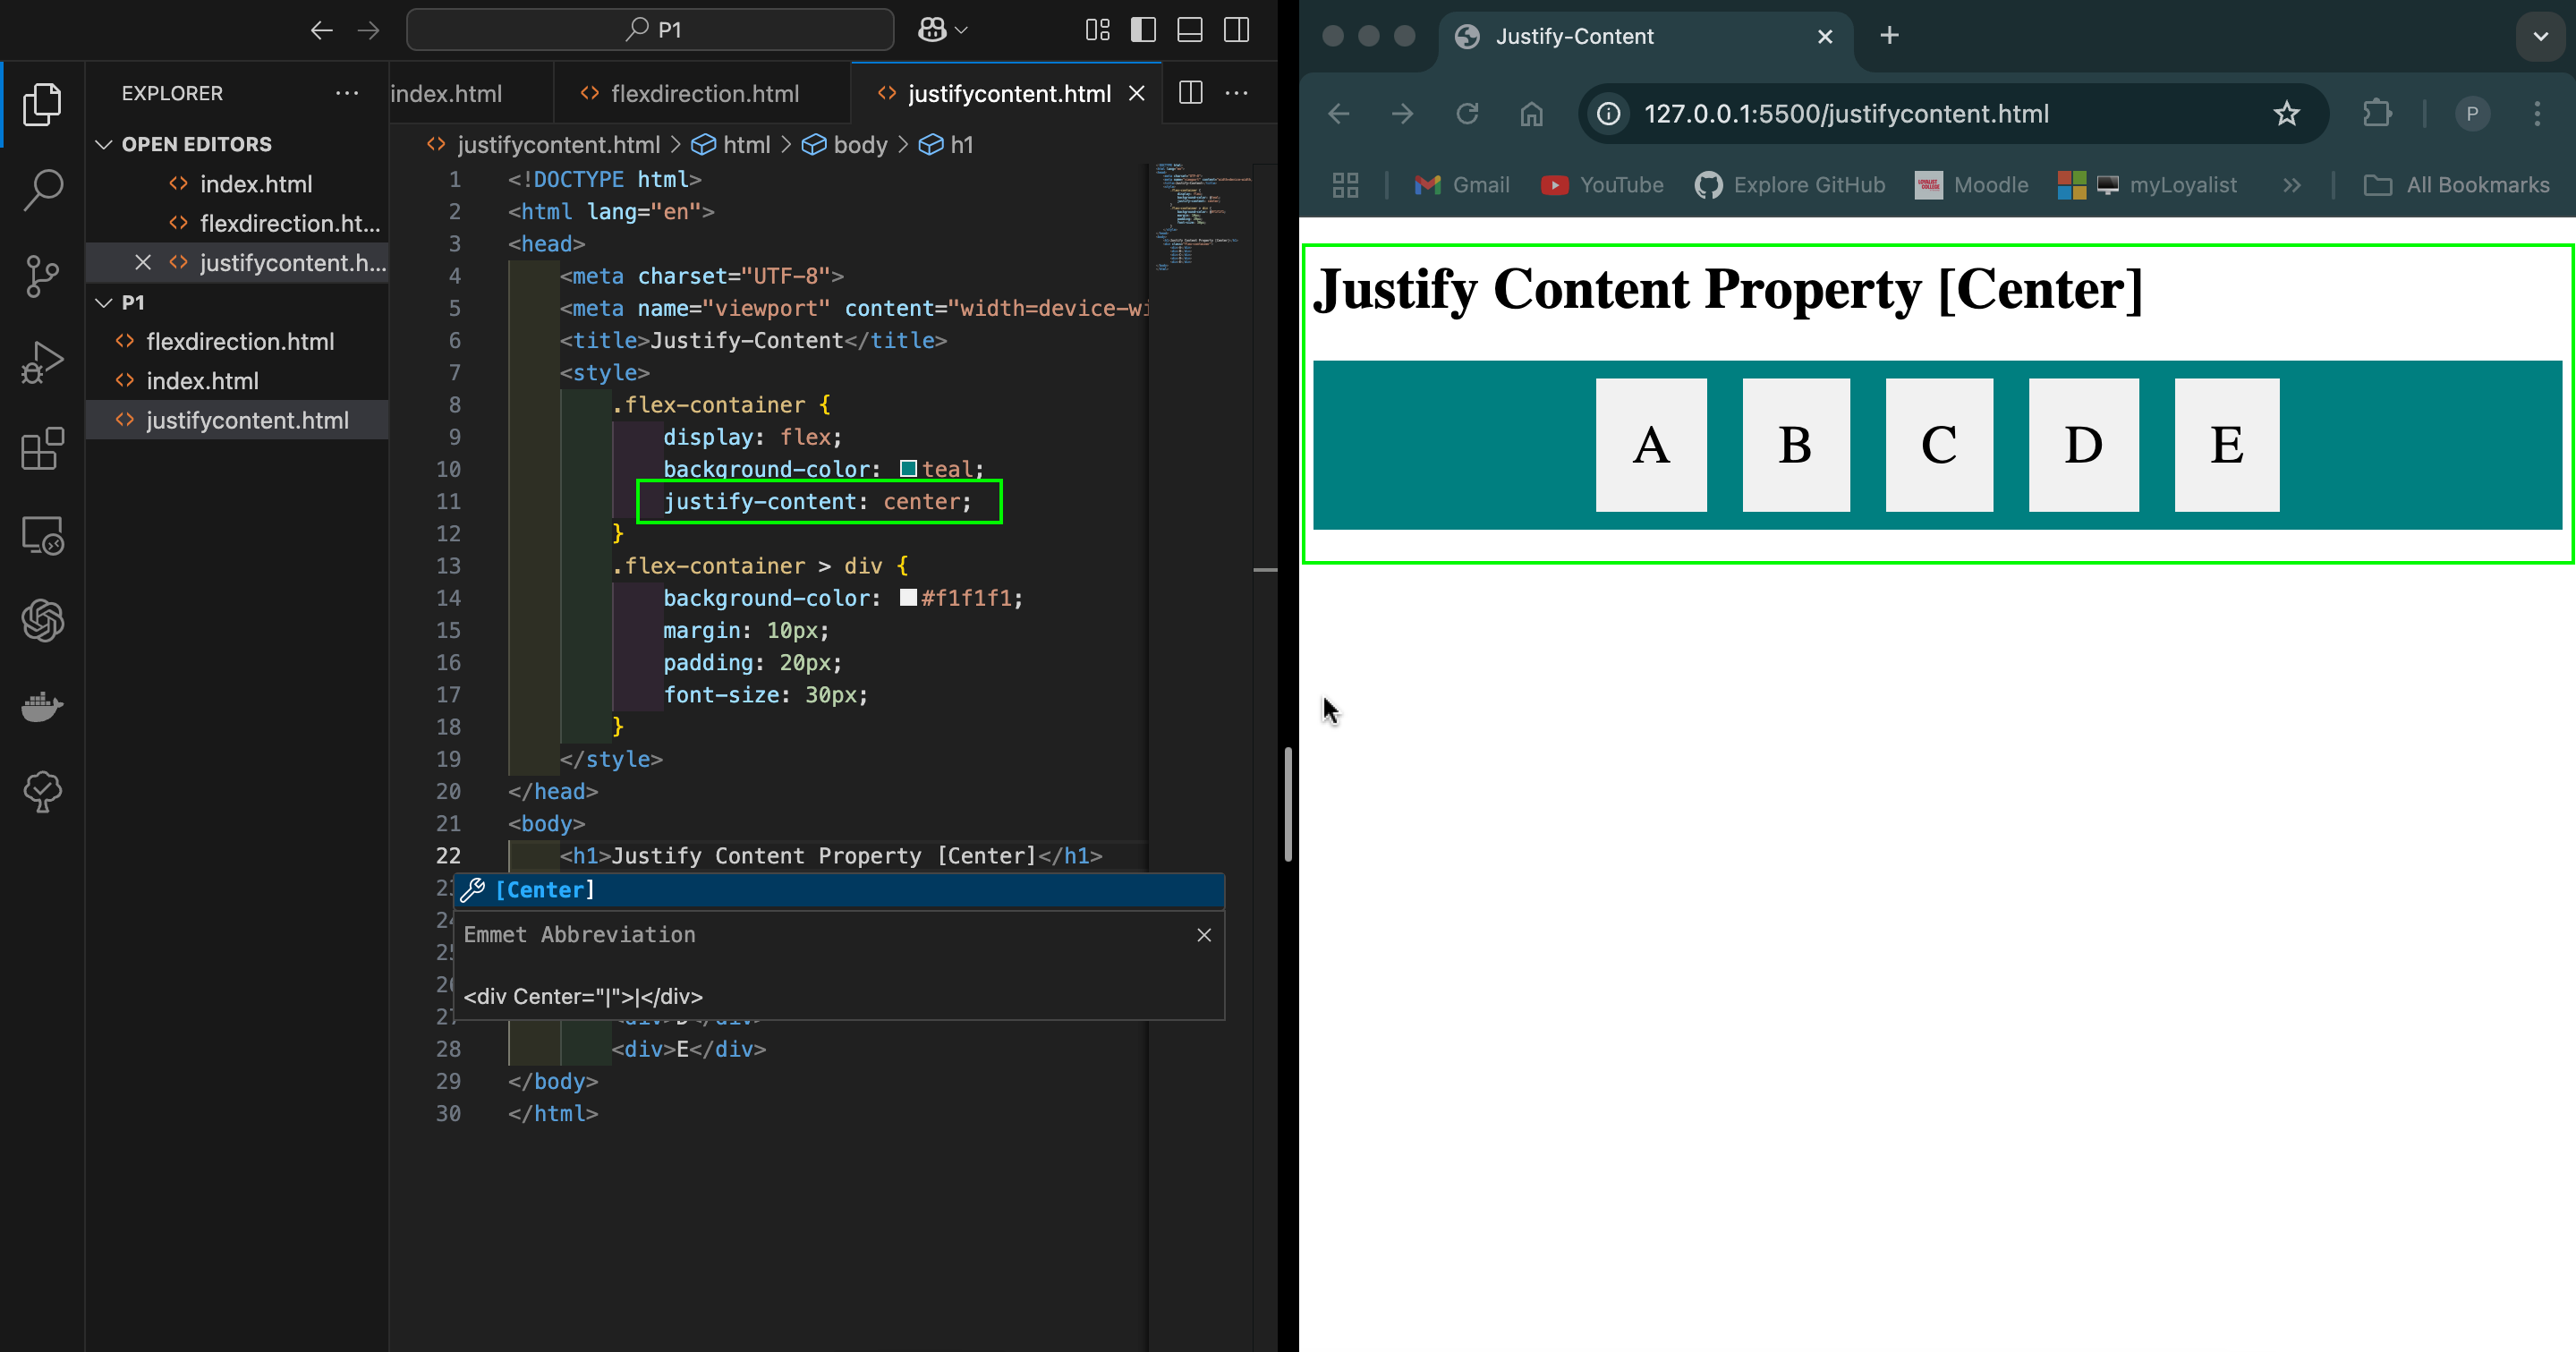 P1
EXPLORER
OPEN EDITORS
index.html
flexdirection.ht...
justifycontent.h...
P1
flexdirection.html
index.html
justifycontent.html
index.html
flexdirection.html
justifycontent.html
justifycontent.html > html > body > h1
1 <!DOCTYPE html>
2 <html lang="en">
3 <head>
4 <meta charset="UTF-8">
5 <meta name="viewport" content="width=device-wi
6 <title>Justify-Content</title>
7 <style>
8 .flex-container {
9 display: flex;
10 background-color: teal;
11 justify-content: center;
12 }
13 .flex-container > div {
14 background-color: #f1f1f1;
15 margin: 10px;
16 padding: 20px;
17 font-size: 30px;
18 }
19 </style>
20 </head>
21 <body>
22 <h1>Justify Content Property [Center]</h1>
[Center]
Emmet Abbreviation
<div Center="|">|</div>
28 <div>E</div>
29 </body>
30 </html>
Justify-Content
127.0.0.1:5500/justifycontent.html
P
Gmail
YouTube
Explore GitHub
Moodle
myLoyalist
All Bookmarks
Justify Content Property [Center]
A B C D E